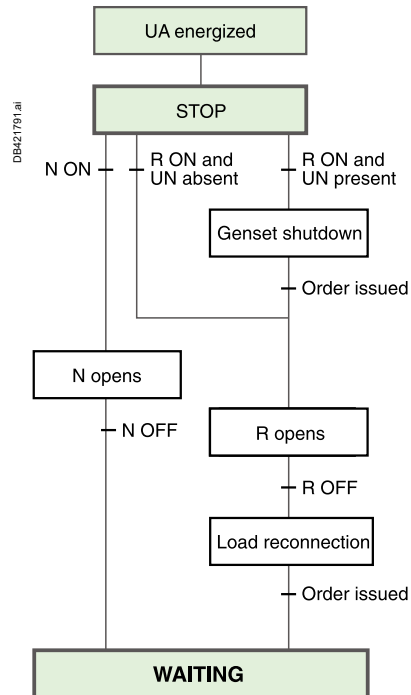 UA energized
DB421791.ai
STOP
N ON
R ON and
UN absent
R ON and
UN present
Genset shutdown
Order issued
N opens
N OFF
R opens
R OFF
Load reconnection
Order issued
WAITING